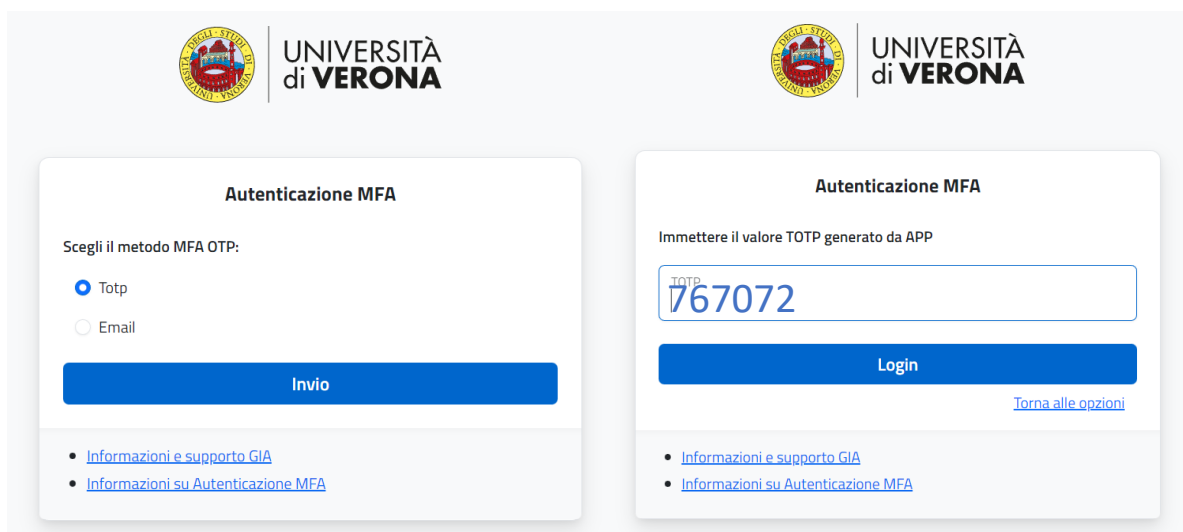 UNIVERSITÀ
di VERONA
Autenticazione MFA
Scegli il metodo MFA OTP:
Totp
Email
Invio
Informazioni e supporto GIA
Informazioni su Autenticazione MFA
UNIVERSITÀ
di VERONA
Autenticazione MFA
Immettere il valore TOTP generato da APP
TOTP
767072
Login
Torna alle opzioni
Informazioni e supporto GIA
Informazioni su Autenticazione MFA